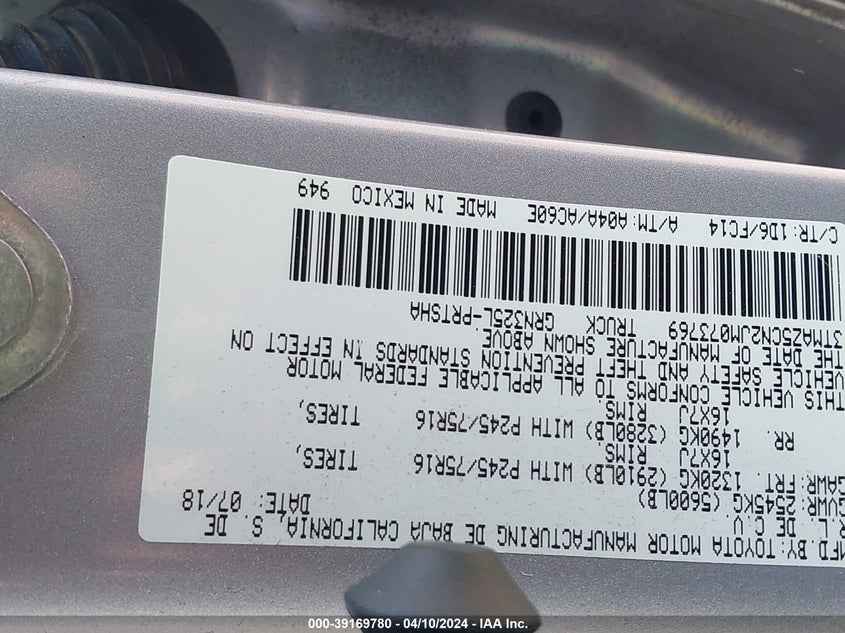 MFD. BY: TOYOTA MOTOR MANUFACTURING DE BAJA CALIFORNIA, S. DE
R. L. DE C. V. DATE: 07/18
GVWR: 2545KG (5600LB)
GAWR: FRT. 1320KG (2910LB) WITH P245/75R16 TIRES,
16X7J RIMS
RR. 1490KG (3280LB) WITH P245/75R16 TIRES,
16X7J RIMS
THIS VEHICLE CONFORMS TO ALL APPLICABLE FEDERAL MOTOR
VEHICLE SAFETY AND THEFT PREVENTION STANDARDS IN EFFECT ON
THE DATE OF MANUFACTURE SHOWN ABOVE.
3TMAZ5CN2JM073769 TRUCK GRN325L-PRTSHA
C/TR: 1D6/FC14 A/TM: A04A/AC60E MADE IN MEXICO 949
000-39169780 - 04/10/2024 - IAA Inc.